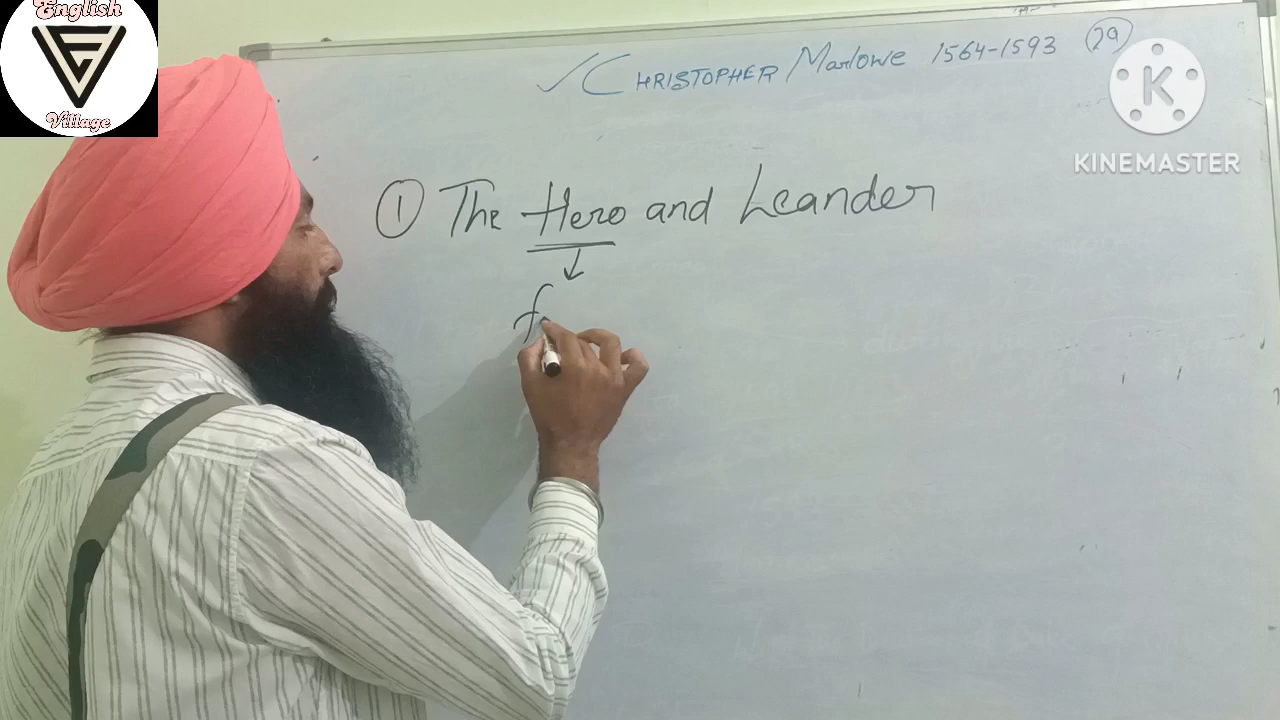 English
Village
✓ CHRISTOPHER Marlowe 1564-1593 29
K
KINEMASTER
① The Hero and Leander
↓
f